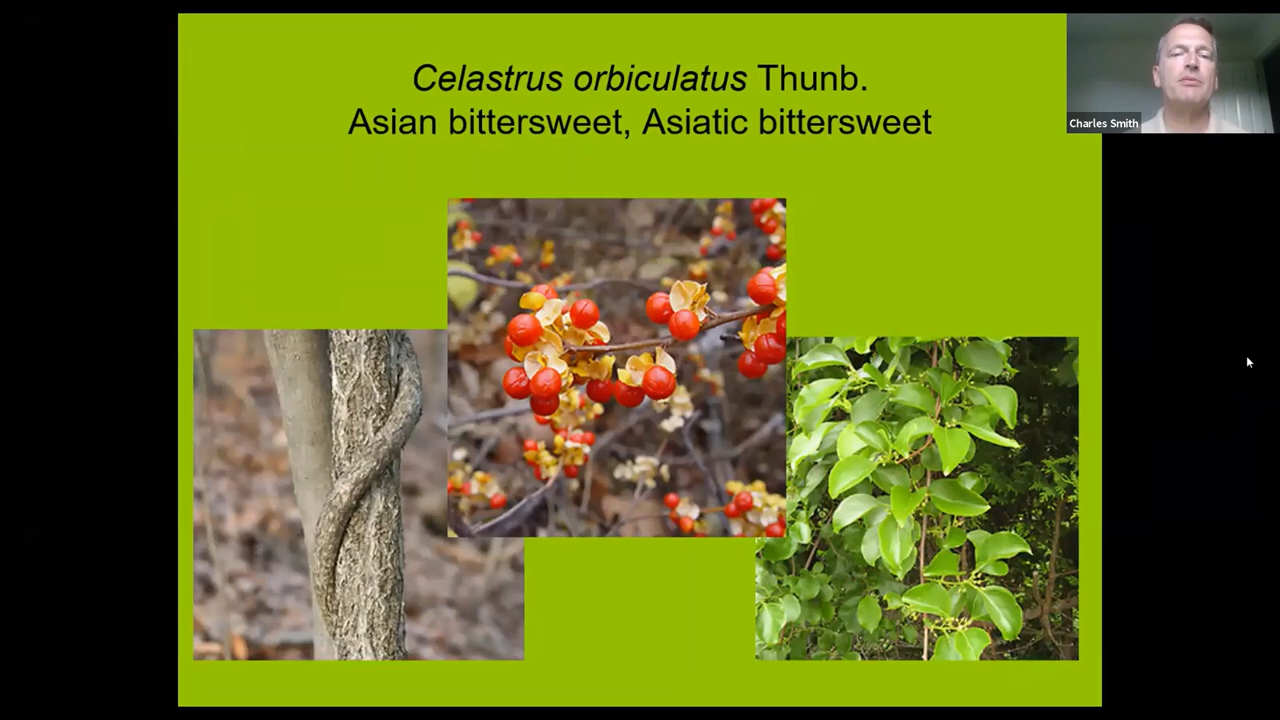 Celastrus orbiculatus Thunb.
Asian bittersweet, Asiatic bittersweet
Charles Smith